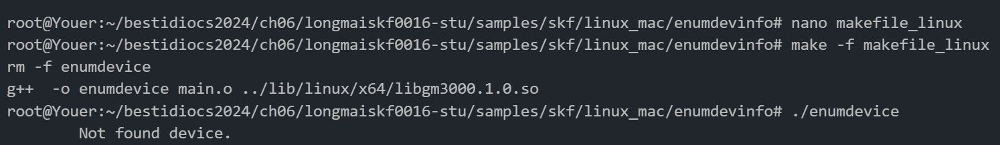 root@Youer:~/bestidiocs2024/ch06/longmaiskf0016-stu/samples/skf/linux_mac/enumdevinfo# nano makefile_linux
root@Youer:~/bestidiocs2024/ch06/longmaiskf0016-stu/samples/skf/linux_mac/enumdevinfo# make -f makefile_linux
rm -f enumdevice
g++  -o enumdevice main.o ../lib/linux/x64/libgm3000.1.0.so
root@Youer:~/bestidiocs2024/ch06/longmaiskf0016-stu/samples/skf/linux_mac/enumdevinfo# ./enumdevice
        Not found device.